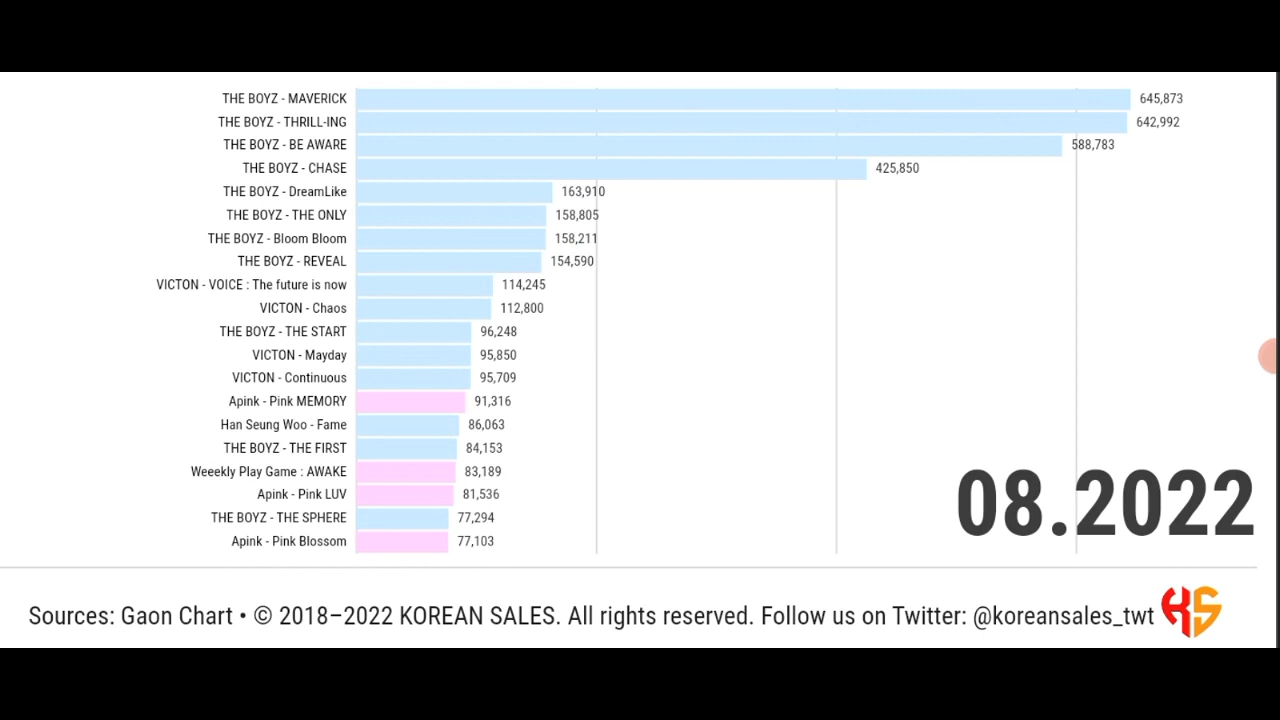 THE BOYZ - MAVERICK 645,873
THE BOYZ - THRILL-ING 642,992
THE BOYZ - BE AWARE 588,783
THE BOYZ - CHASE 425,850
THE BOYZ - DreamLike 163,910
THE BOYZ - THE ONLY 158,805
THE BOYZ - Bloom Bloom 158,211
THE BOYZ - REVEAL 154,590
VICTON - VOICE : The future is now 114,245
VICTON - Chaos 112,800
THE BOYZ - THE START 96,248
VICTON - Mayday 95,850
VICTON - Continuous 95,709
Apink - Pink MEMORY 91,316
Han Seung Woo - Fame 86,063
THE BOYZ - THE FIRST 84,153
Weeekly Play Game : AWAKE 83,189
Apink - Pink LUV 81,536
THE BOYZ - THE SPHERE 77,294
Apink - Pink Blossom 77,103
08.2022
Sources: Gaon Chart • © 2018–2022 KOREAN SALES. All rights reserved. Follow us on Twitter: @koreansales_twt KS